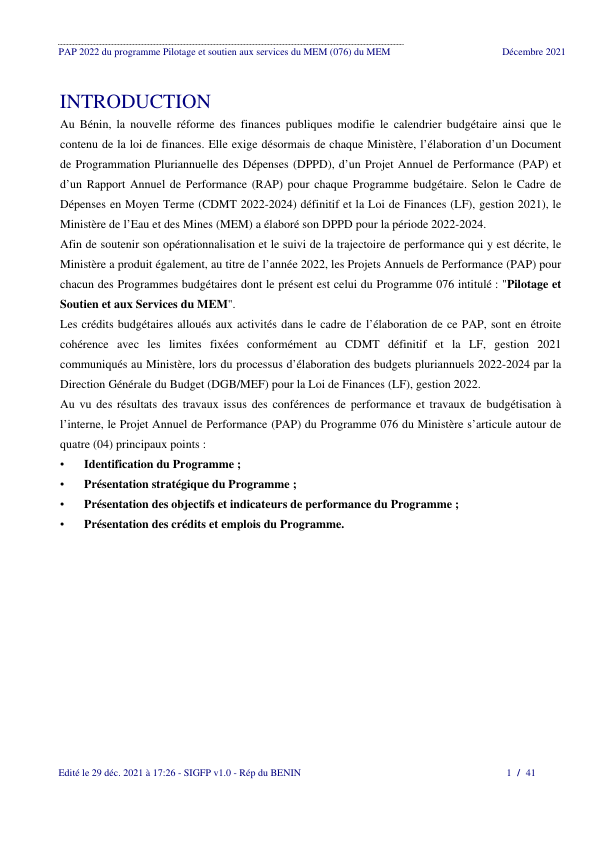 PAP 2022 du programme Pilotage et soutien aux services du MEM (076) du MEM Décembre 2021
INTRODUCTION
Au Bénin, la nouvelle réforme des finances publiques modifie le calendrier budgétaire ainsi que le
contenu de la loi de finances. Elle exige désormais de chaque Ministère, l’élaboration d’un Document
de Programmation Pluriannuelle des Dépenses (DPPD), d’un Projet Annuel de Performance (PAP) et
d’un Rapport Annuel de Performance (RAP) pour chaque Programme budgétaire. Selon le Cadre de
Dépenses en Moyen Terme (CDMT 2022-2024) définitif et la Loi de Finances (LF), gestion 2021), le
Ministère de l’Eau et des Mines (MEM) a élaboré son DPPD pour la période 2022-2024.
Afin de soutenir son opérationnalisation et le suivi de la trajectoire de performance qui y est décrite, le
Ministère a produit également, au titre de l’année 2022, les Projets Annuels de Performance (PAP) pour
chacun des Programmes budgétaires dont le présent est celui du Programme 076 intitulé : "Pilotage et
Soutien et aux Services du MEM".
Les crédits budgétaires alloués aux activités dans le cadre de l’élaboration de ce PAP, sont en étroite
cohérence avec les limites fixées conformément au CDMT définitif et la LF, gestion 2021
communiqués au Ministère, lors du processus d’élaboration des budgets pluriannuels 2022-2024 par la
Direction Générale du Budget (DGB/MEF) pour la Loi de Finances (LF), gestion 2022.
Au vu des résultats des travaux issus des conférences de performance et travaux de budgétisation à
l’interne, le Projet Annuel de Performance (PAP) du Programme 076 du Ministère s’articule autour de
quatre (04) principaux points :
• Identification du Programme ;
• Présentation stratégique du Programme ;
• Présentation des objectifs et indicateurs de performance du Programme ;
• Présentation des crédits et emplois du Programme.
Edité le 29 déc. 2021 à 17:26 - SIGFP v1.0 - Rép du BENIN 1 / 41